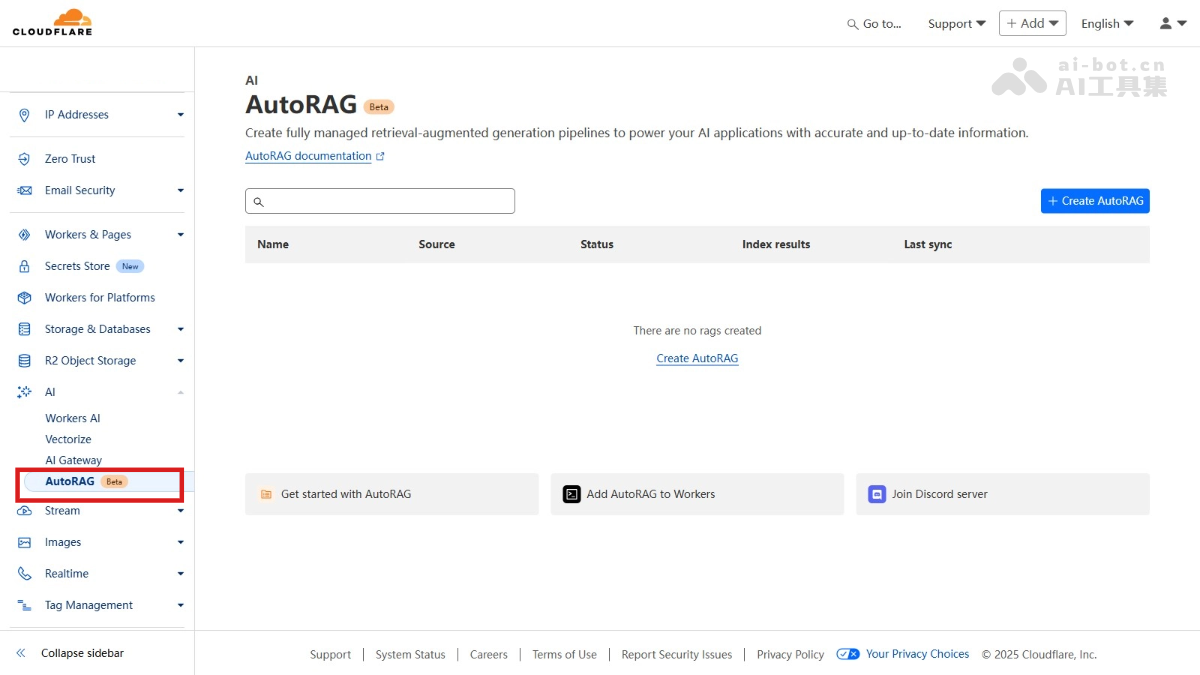 CLOUDFLARE
Go to...
Support
+ Add
English
ai-bot.cn
AI工具集
IP Addresses
Zero Trust
Email Security
Workers & Pages
Secrets Store New
Workers for Platforms
Storage & Databases
R2 Object Storage
AI
Workers AI
Vectorize
AI Gateway
AutoRAG Beta
Stream
Images
Realtime
Tag Management
Collapse sidebar
AI
AutoRAG Beta
Create fully managed retrieval-augmented generation pipelines to power your AI applications with accurate and up-to-date information.
AutoRAG documentation
+ Create AutoRAG
Name Source Status Index results Last sync
There are no rags created
Create AutoRAG
Get started with AutoRAG
Add AutoRAG to Workers
Join Discord server
Support | System Status | Careers | Terms of Use | Report Security Issues | Privacy Policy Your Privacy Choices © 2025 Cloudflare, Inc.